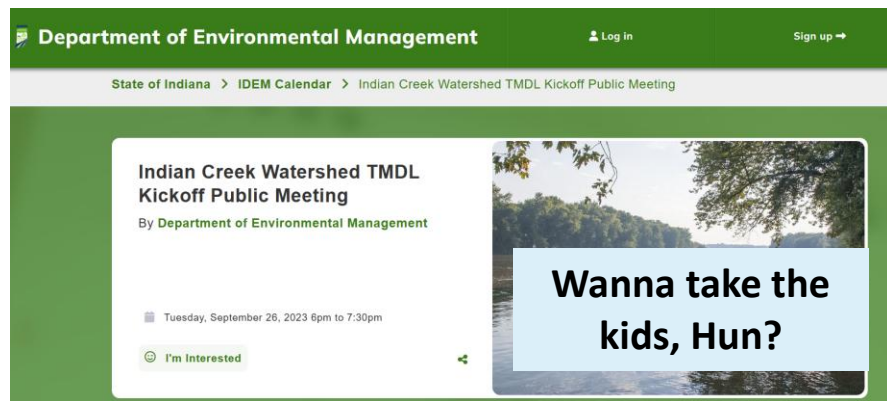 Department of Environmental Management
Log in
Sign up →
State of Indiana > IDEM Calendar > Indian Creek Watershed TMDL Kickoff Public Meeting
Indian Creek Watershed TMDL
Kickoff Public Meeting
By Department of Environmental Management
Tuesday, September 26, 2023 6pm to 7:30pm
I'm Interested
Wanna take the
kids, Hun?